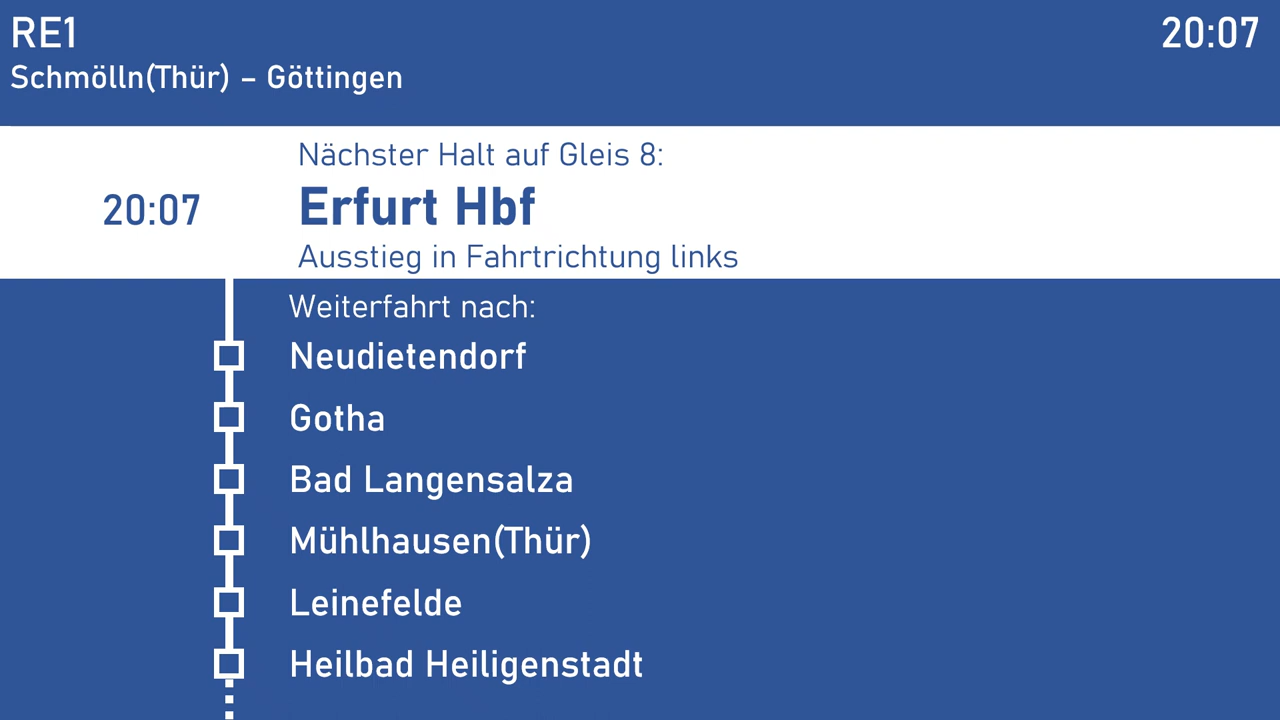 RE1
20:07
Schmölln(Thür) – Göttingen
Nächster Halt auf Gleis 8:
20:07
Erfurt Hbf
Ausstieg in Fahrtrichtung links
Weiterfahrt nach:
Neudietendorf
Gotha
Bad Langensalza
Mühlhausen(Thür)
Leinefelde
Heilbad Heiligenstadt